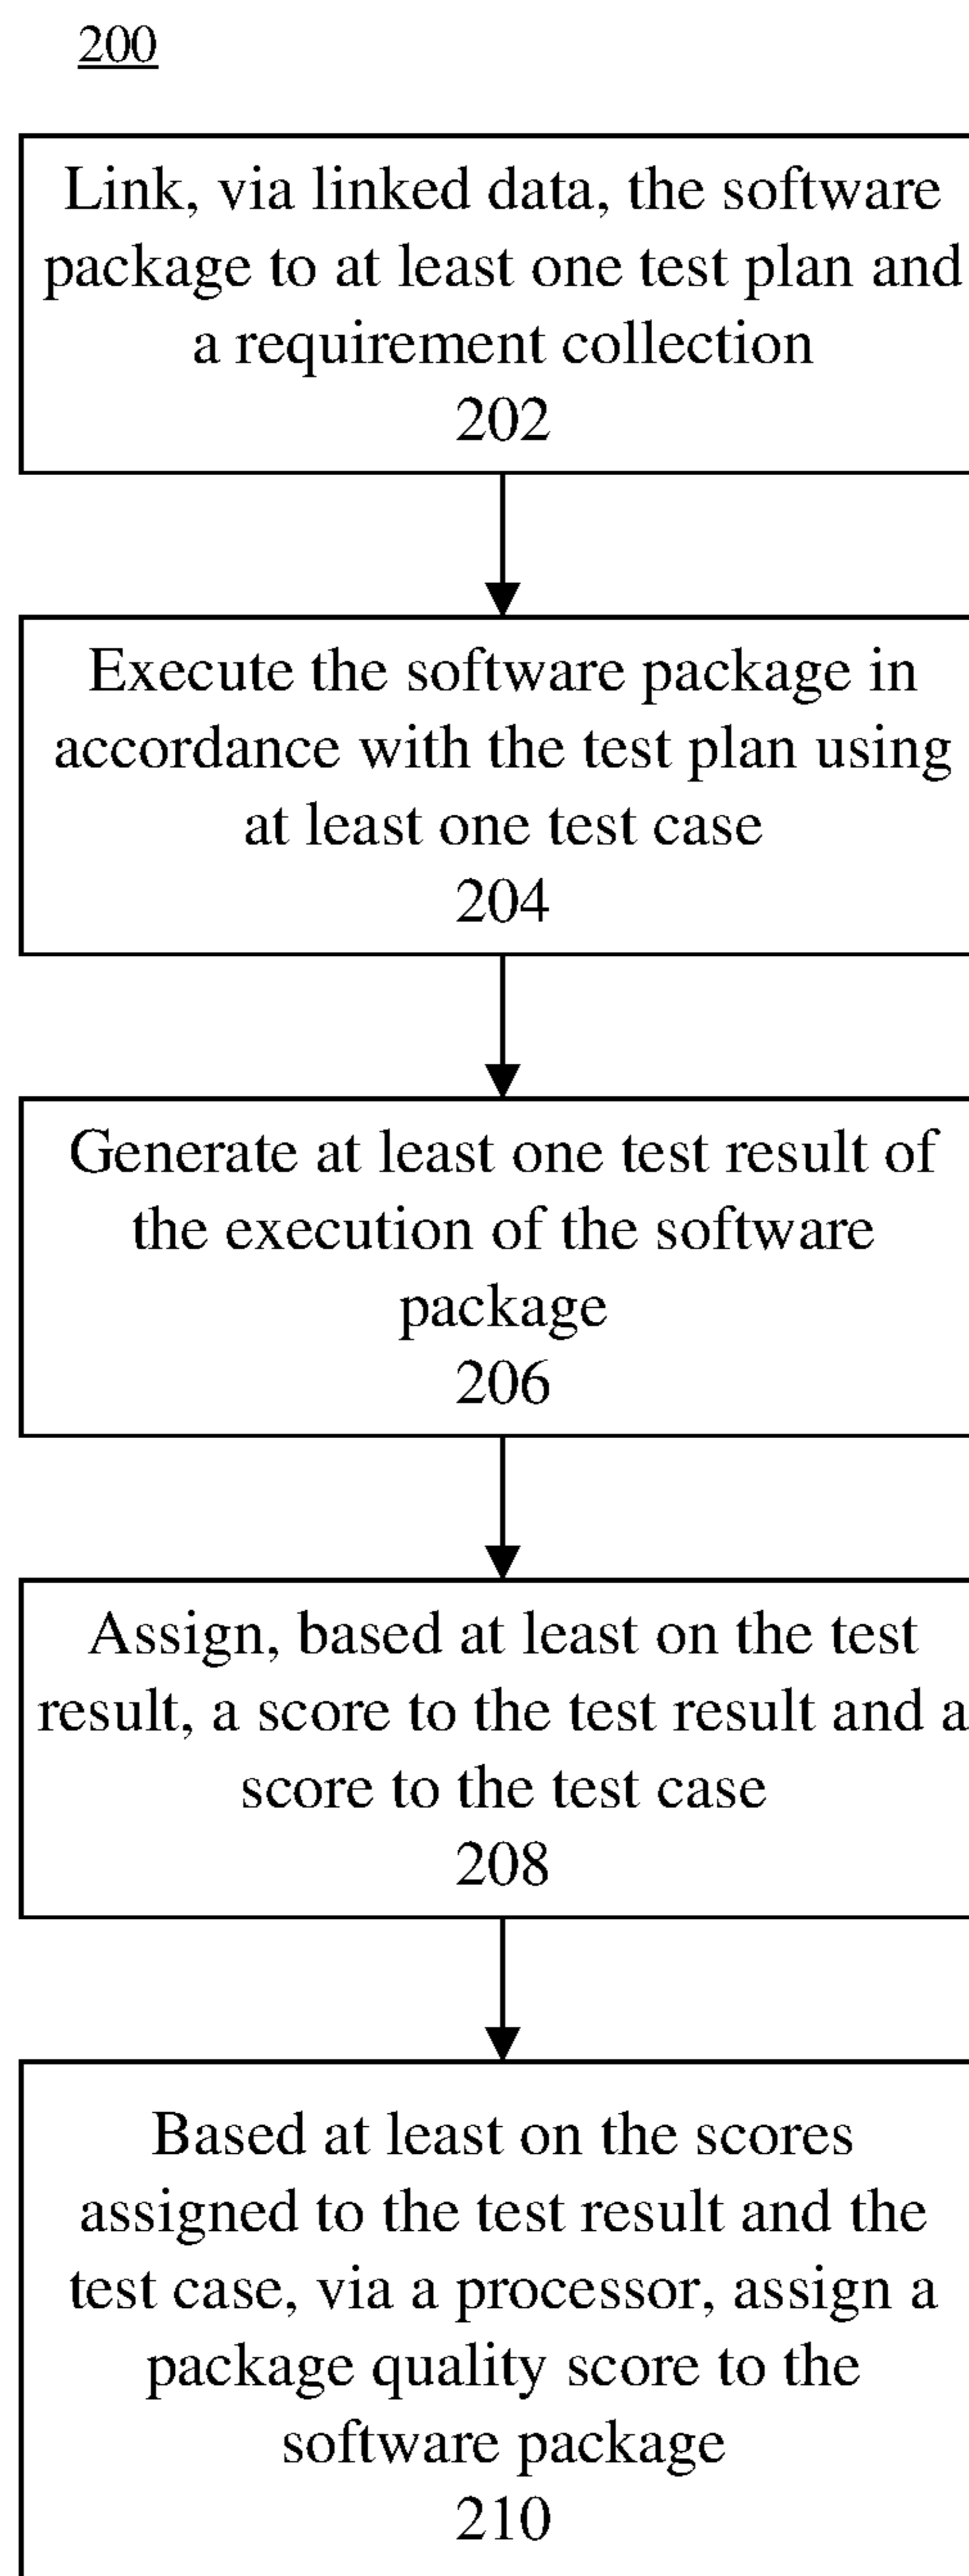 200
Link, via linked data, the software
package to at least one test plan and
a requirement collection
202
Execute the software package in
accordance with the test plan using
at least one test case
204
Generate at least one test result of
the execution of the software
package
206
Assign, based at least on the test
result, a score to the test result and a
score to the test case
208
Based at least on the scores
assigned to the test result and the
test case, via a processor, assign a
package quality score to the
software package
210